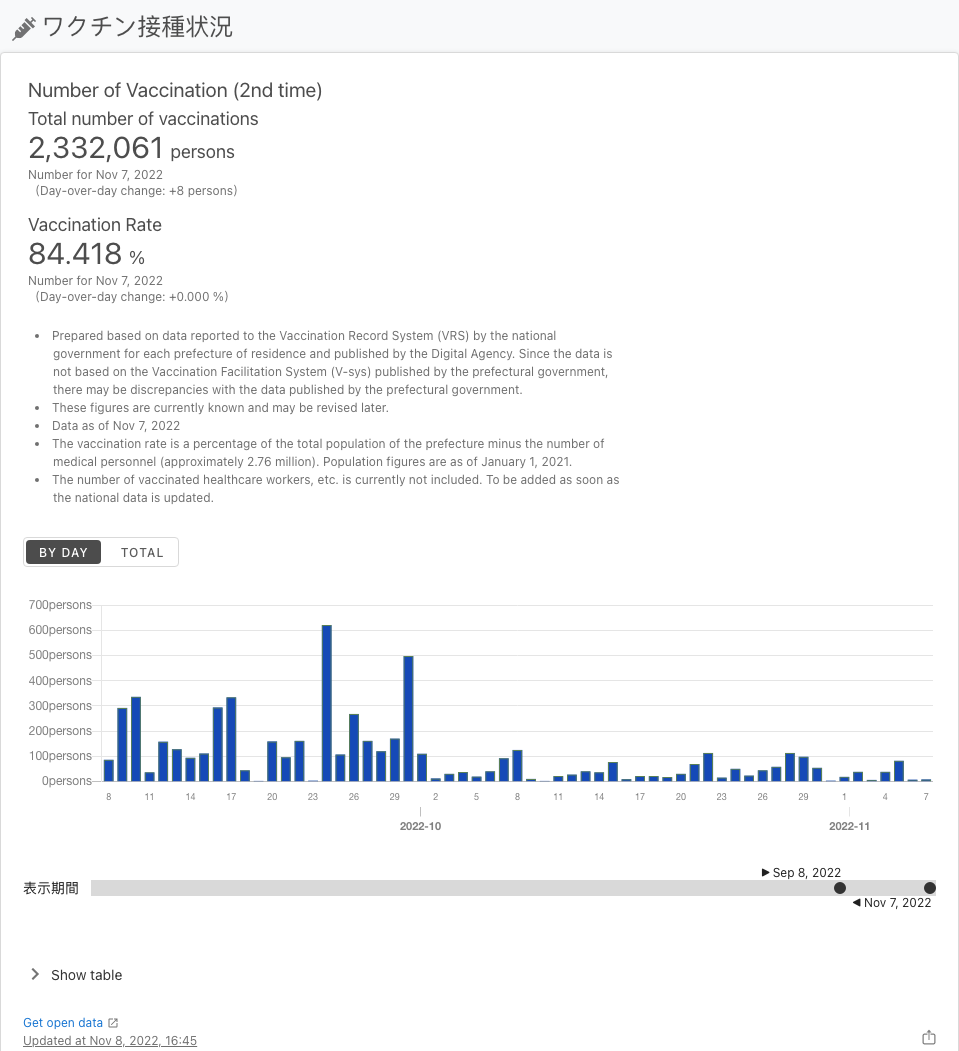 ワクチン接種状況
Number of Vaccination (2nd time)
Total number of vaccinations
2,332,061 persons
Number for Nov 7, 2022
(Day-over-day change: +8 persons)
Vaccination Rate
84.418 %
Number for Nov 7, 2022
(Day-over-day change: +0.000 %)
• Prepared based on data reported to the Vaccination Record System (VRS) by the national
government for each prefecture of residence and published by the Digital Agency. Since the data is
not based on the Vaccination Facilitation System (V-sys) published by the prefectural government,
there may be discrepancies with the data published by the prefectural government.
• These figures are currently known and may be revised later.
• Data as of Nov 7, 2022
• The vaccination rate is a percentage of the total population of the prefecture minus the number of
medical personnel (approximately 2.76 million). Population figures are as of January 1, 2021.
• The number of vaccinated healthcare workers, etc. is currently not included. To be added as soon as
the national data is updated.
BY DAY TOTAL
700persons
600persons
500persons
400persons
300persons
200persons
100persons
0persons
8 11 14 17 20 23 26 29 2 5 8 11 14 17 20 23 26 29 1 4 7
2022-10 2022-11
▶ Sep 8, 2022
表示期間
◀ Nov 7, 2022
Show table
Get open data
Updated at Nov 8, 2022, 16:45